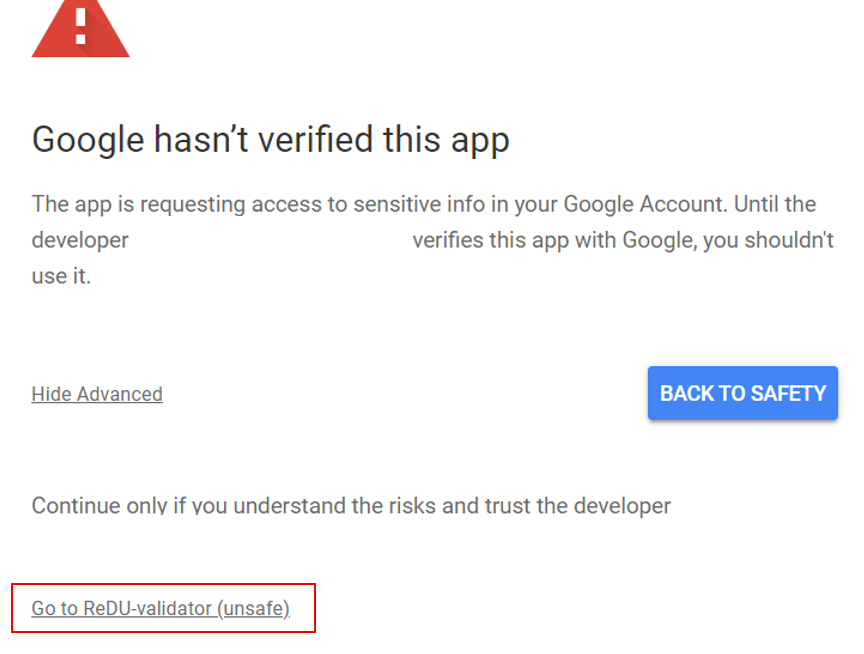 Google hasn’t verified this app
The app is requesting access to sensitive info in your Google Account. Until the
developer verifies this app with Google, you shouldn't
use it.
Hide Advanced
BACK TO SAFETY
Continue only if you understand the risks and trust the developer
Go to ReDU-validator (unsafe)